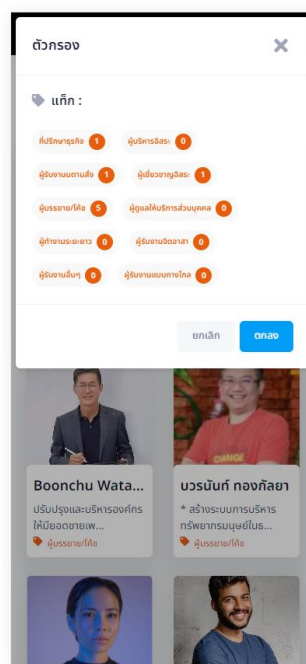 ตัวกรอง
แท็ก :
ที่ปรึกษาธุรกิจ 1 ผู้บริหารอิสระ 0
ผู้รับงานตามสั่ง 1 ผู้เชี่ยวชาญอิสระ 1
ผู้บรรยาย/โค้ช 5 ผู้ดูแลให้บริการส่วนบุคคล 0
ผู้ทำงานระยะยาว 0 ผู้รับงานจิตอาสา 0
ผู้รับงานอื่นๆ 0 ผู้รับงานแบบทางไกล 0
ยกเลิก ตกลง
CHANGE
Boonchu Wata... บวรนันท์ ทองกัลยา
ปรับปรุงและบริหารองค์กร * สร้างระบบการบริหาร
ให้มียอดขายเพ... ทรัพยากรมนุษย์ในธ...
ผู้บรรยาย/โค้ช ผู้บรรยาย/โค้ช